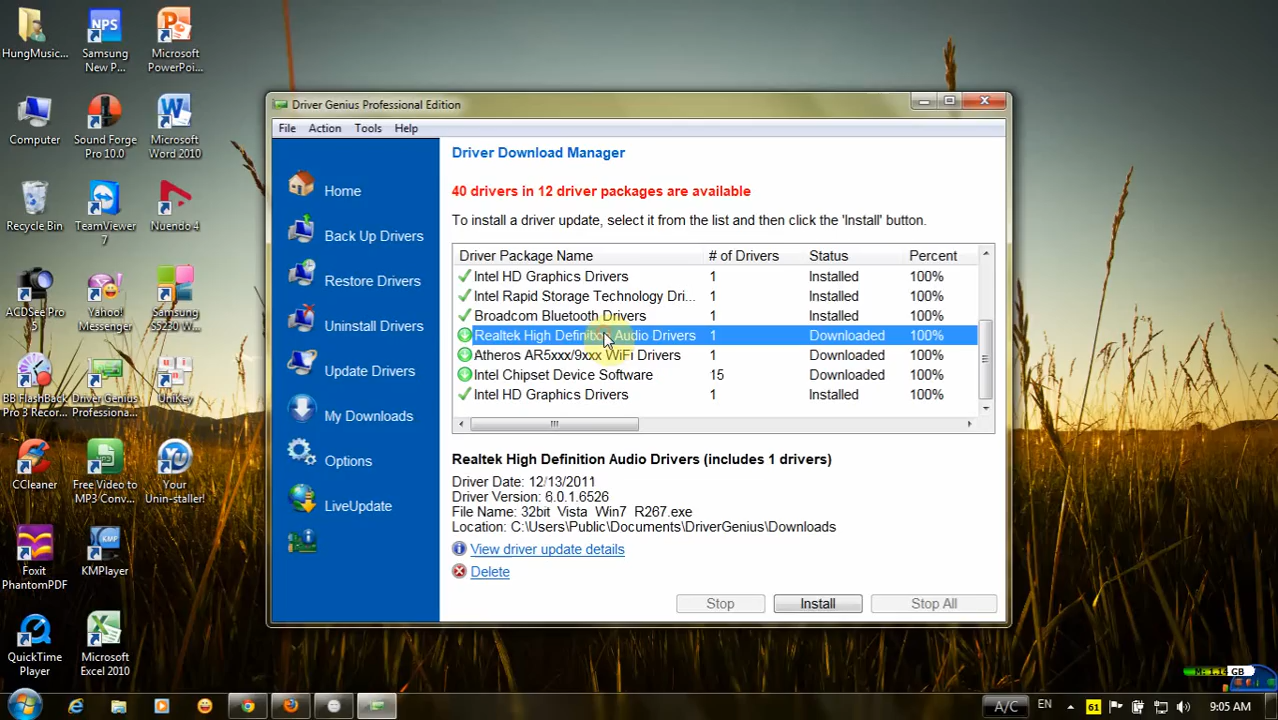 HungMusic...
Samsung New P...
Microsoft PowerPoi...
Computer
Sound Forge Pro 10.0
Microsoft Word 2010
Recycle Bin
TeamViewer 7
Nuendo 4
ACDSee Pro 5
Yahoo! Messenger
Samsung S5230 W...
BB FlashBack Pro 3 Recor...
Driver Genius Professiona...
UniKey
CCleaner
Free Video to MP3 Conv...
Your Unin-staller!
Foxit PhantomPDF
KMPlayer
QuickTime Player
Microsoft Excel 2010
NPS
Driver Genius Professional Edition
File Action Tools Help
Home
Back Up Drivers
Restore Drivers
Uninstall Drivers
Update Drivers
My Downloads
Options
LiveUpdate
Driver Download Manager
40 drivers in 12 driver packages are available
To install a driver update, select it from the list and then click the 'Install' button.
Driver Package Name # of Drivers Status Percent
Intel HD Graphics Drivers 1 Installed 100%
Intel Rapid Storage Technology Dri... 1 Installed 100%
Broadcom Bluetooth Drivers 1 Installed 100%
Realtek High Definition Audio Drivers 1 Downloaded 100%
Atheros AR5xxx/9xxx WiFi Drivers 1 Downloaded 100%
Intel Chipset Device Software 15 Downloaded 100%
Intel HD Graphics Drivers 1 Installed 100%
Realtek High Definition Audio Drivers (includes 1 drivers)
Driver Date: 12/13/2011
Driver Version: 6.0.1.6526
File Name: 32bit Vista Win7 R267.exe
Location: C:\Users\Public\Documents\DriverGenius\Downloads
View driver update details
Delete
Stop Install Stop All
A/C EN 61 9:05 AM